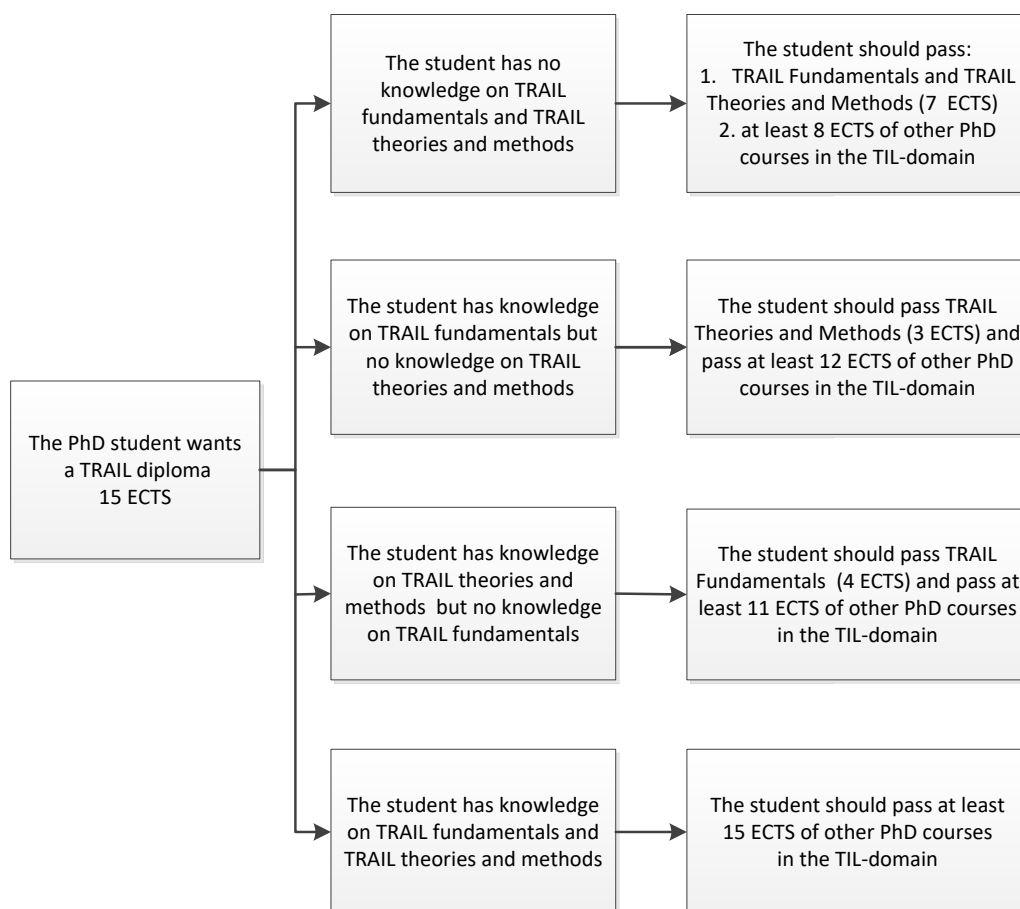 The student has no
knowledge on TRAIL
fundamentals and TRAIL
theories and methods
The student should pass:
1. TRAIL Fundamentals and TRAIL
Theories and Methods (7 ECTS)
2. at least 8 ECTS of other PhD
courses in the TIL-domain
The student has knowledge
on TRAIL fundamentals but
no knowledge on TRAIL
theories and methods
The student should pass TRAIL
Theories and Methods (3 ECTS) and
pass at least 12 ECTS of other PhD
courses in the TIL-domain
The PhD student wants
a TRAIL diploma
15 ECTS
The student has knowledge
on TRAIL theories and
methods but no knowledge
on TRAIL fundamentals
The student should pass TRAIL
Fundamentals (4 ECTS) and pass at
least 11 ECTS of other PhD courses
in the TIL-domain
The student has knowledge
on TRAIL fundamentals and
TRAIL theories and methods
The student should pass at least
15 ECTS of other PhD courses
in the TIL-domain